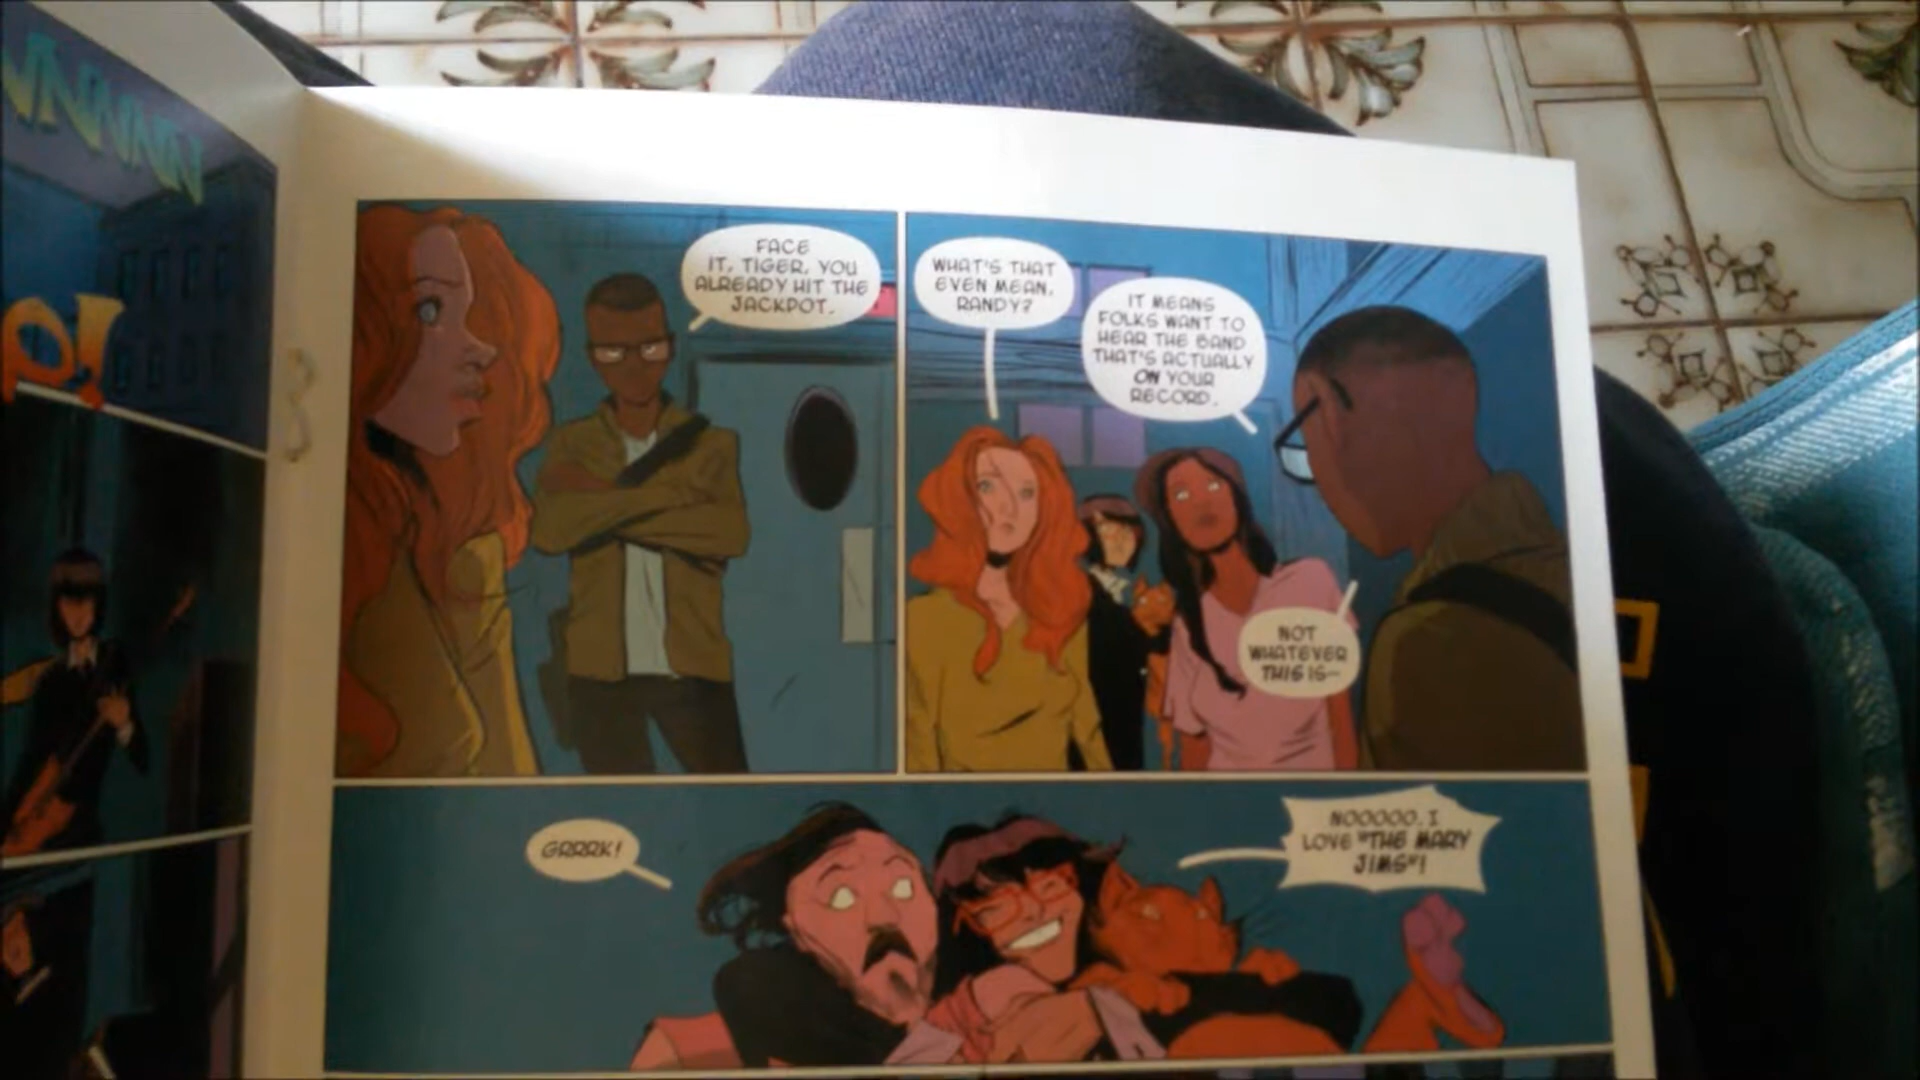 P!
FACE
IT, TIGER, YOU
ALREADY HIT THE
JACKPOT.
WHAT'S THAT
EVEN MEAN,
RANDY?
IT MEANS
FOLKS WANT TO
HEAR THE BAND
THAT'S ACTUALLY
ON YOUR
RECORD.
NOT
WHATEVER
THIS IS--
GRRRK!
NOOOOO. I
LOVE "THE MARY
JIMS"!